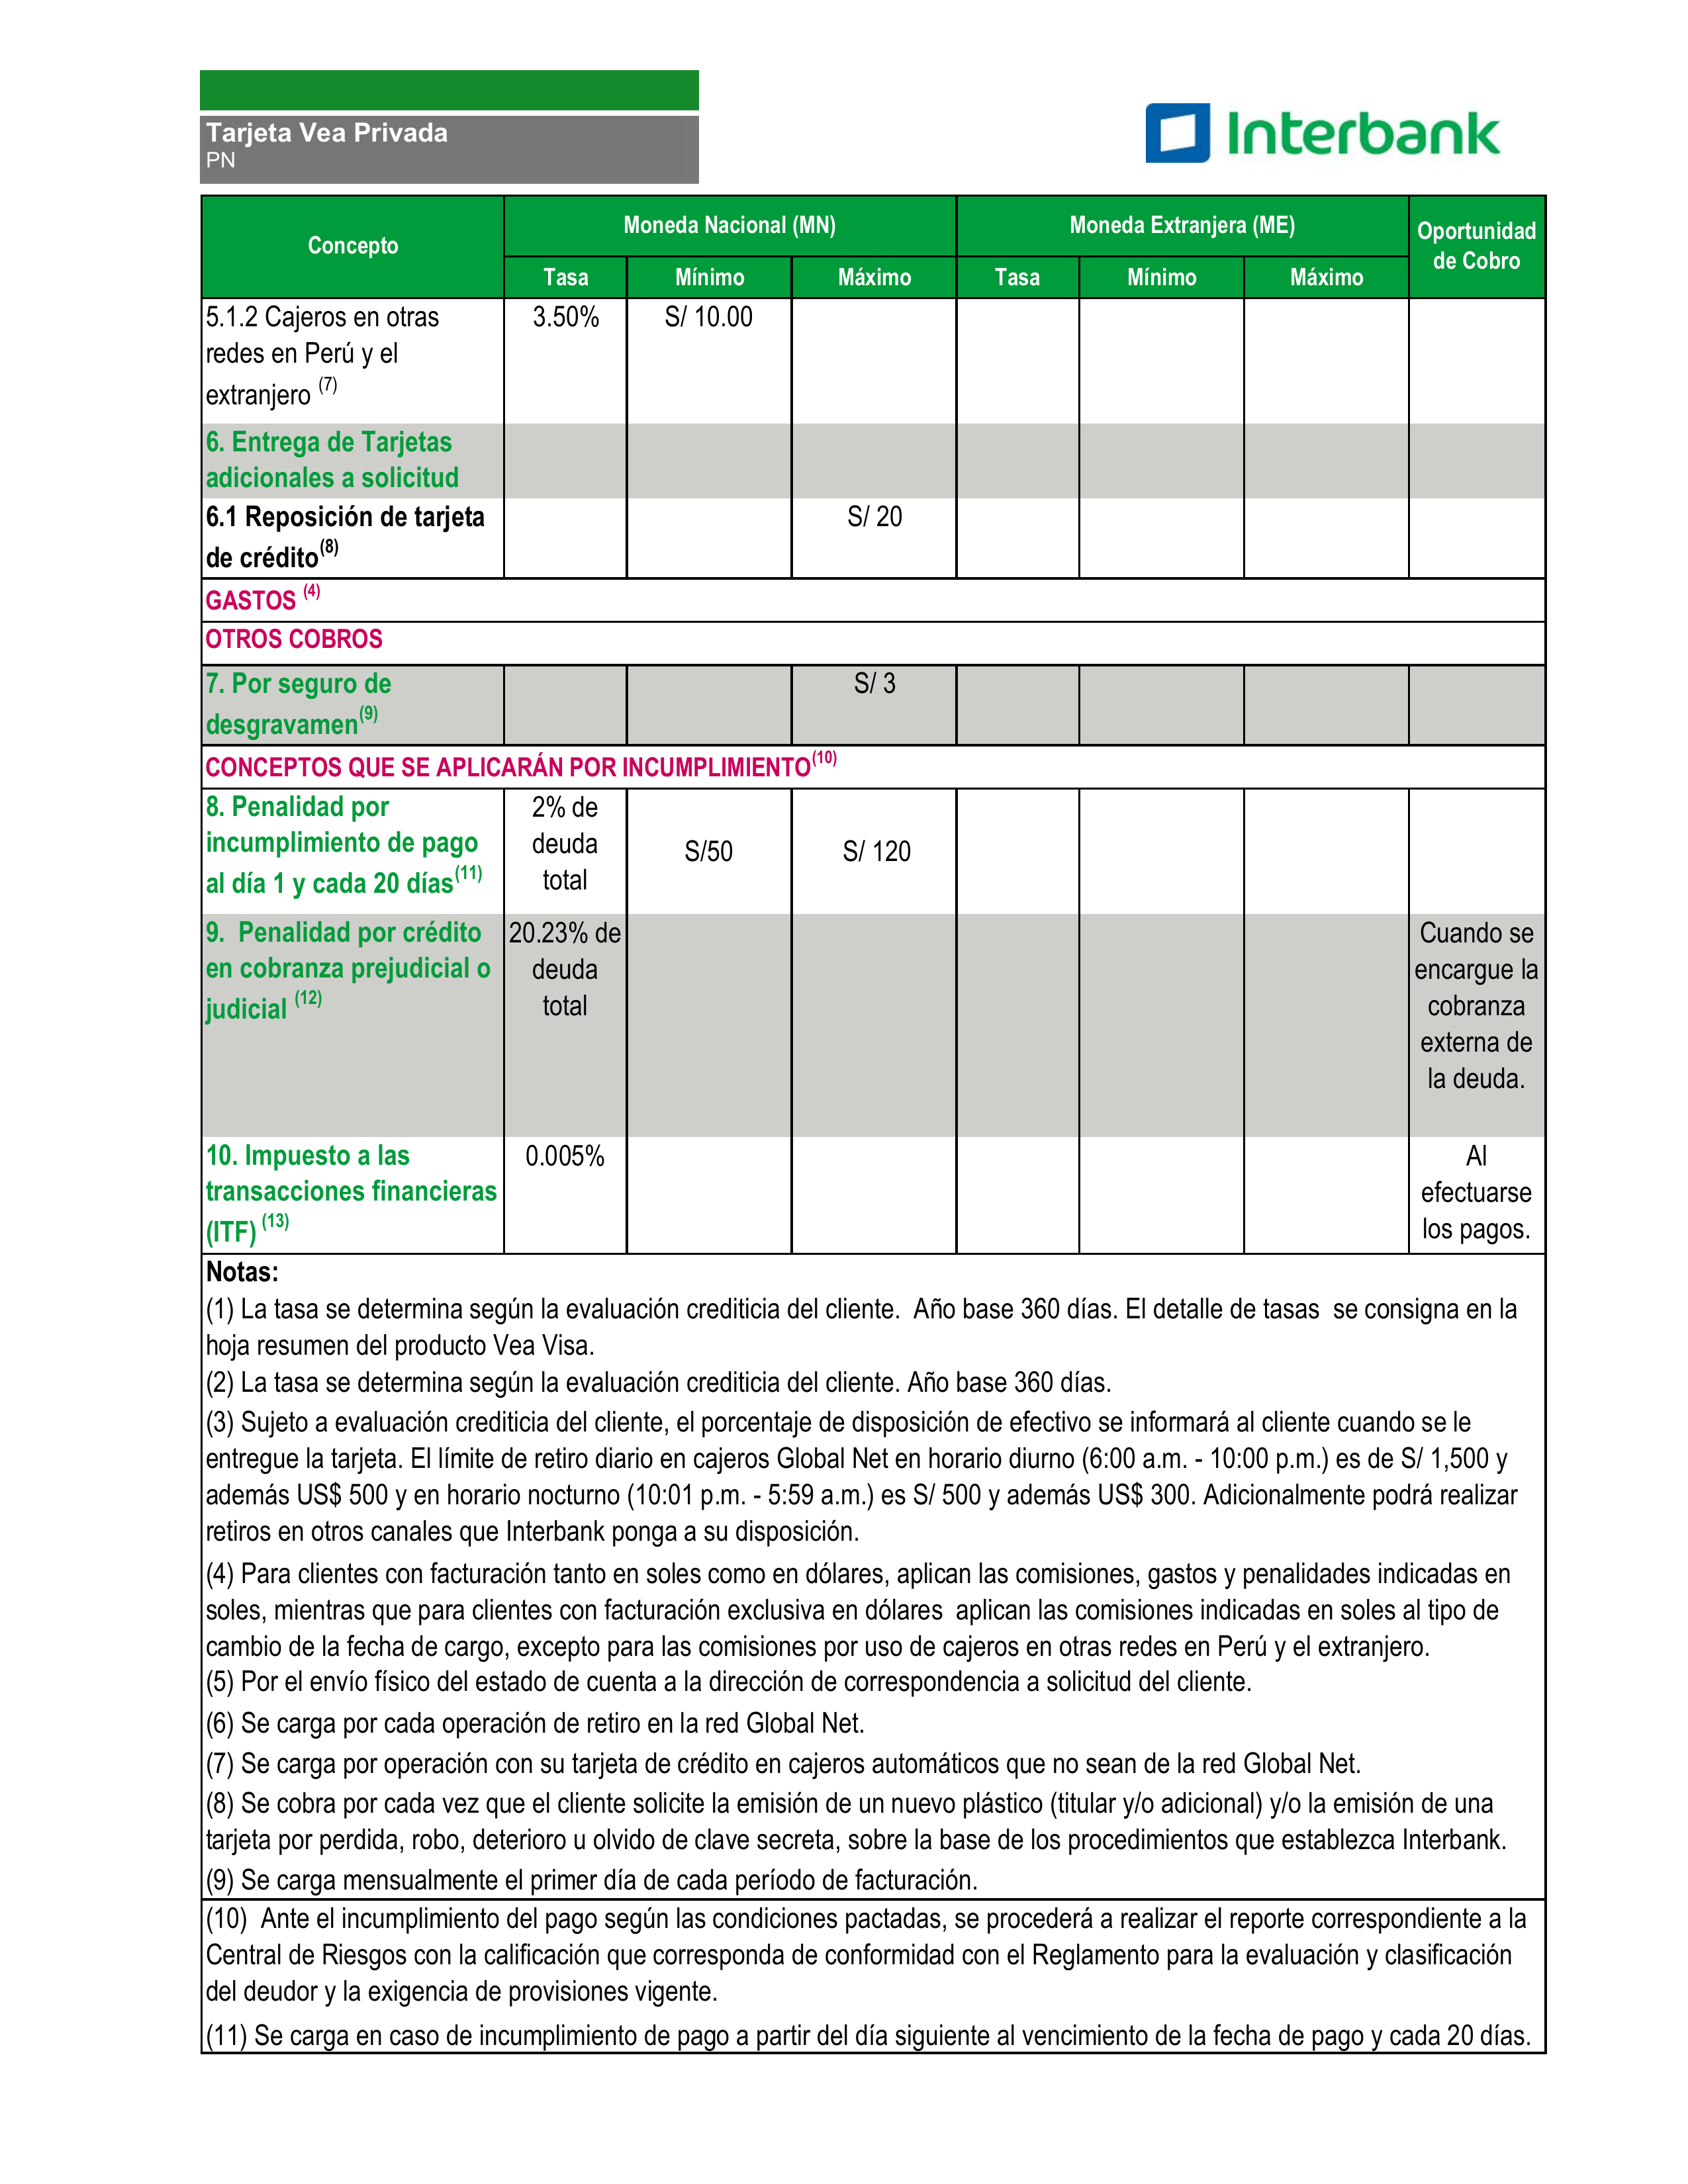 Tarjeta Vea Privada
PN
Interbank
Concepto
Moneda Nacional (MN)
Moneda Extranjera (ME)
Oportunidad
de Cobro
Tasa
Mínimo
Máximo
Tasa
Mínimo
Máximo
5.1.2 Cajeros en otras
redes en Perú y el
extranjero (7)
3.50%
S/ 10.00
6. Entrega de Tarjetas
adicionales a solicitud
6.1 Reposición de tarjeta
de crédito(8)
S/ 20
GASTOS (4)
OTROS COBROS
7. Por seguro de
desgravamen(9)
S/ 3
CONCEPTOS QUE SE APLICARÁN POR INCUMPLIMIENTO(10)
8. Penalidad por
incumplimiento de pago
al día 1 y cada 20 días(11)
2% de
deuda
total
S/50
S/ 120
9.  Penalidad por crédito
en cobranza prejudicial o
judicial (12)
20.23% de
deuda
total
Cuando se
encargue la
cobranza
externa de
la deuda.
10. Impuesto a las
transacciones financieras
(ITF) (13)
0.005%
Al
efectuarse
los pagos.
Notas:
(1) La tasa se determina según la evaluación crediticia del cliente.  Año base 360 días. El detalle de tasas  se consigna en la
hoja resumen del producto Vea Visa.
(2) La tasa se determina según la evaluación crediticia del cliente. Año base 360 días.
(3) Sujeto a evaluación crediticia del cliente, el porcentaje de disposición de efectivo se informará al cliente cuando se le
entregue la tarjeta. El límite de retiro diario en cajeros Global Net en horario diurno (6:00 a.m. - 10:00 p.m.) es de S/ 1,500 y
además US$ 500 y en horario nocturno (10:01 p.m. - 5:59 a.m.) es S/ 500 y además US$ 300. Adicionalmente podrá realizar
retiros en otros canales que Interbank ponga a su disposición.
(4) Para clientes con facturación tanto en soles como en dólares, aplican las comisiones, gastos y penalidades indicadas en
soles, mientras que para clientes con facturación exclusiva en dólares  aplican las comisiones indicadas en soles al tipo de
cambio de la fecha de cargo, excepto para las comisiones por uso de cajeros en otras redes en Perú y el extranjero.
(5) Por el envío físico del estado de cuenta a la dirección de correspondencia a solicitud del cliente.
(6) Se carga por cada operación de retiro en la red Global Net.
(7) Se carga por operación con su tarjeta de crédito en cajeros automáticos que no sean de la red Global Net.
(8) Se cobra por cada vez que el cliente solicite la emisión de un nuevo plástico (titular y/o adicional) y/o la emisión de una
tarjeta por perdida, robo, deterioro u olvido de clave secreta, sobre la base de los procedimientos que establezca Interbank.
(9) Se carga mensualmente el primer día de cada período de facturación.
(10)  Ante el incumplimiento del pago según las condiciones pactadas, se procederá a realizar el reporte correspondiente a la
Central de Riesgos con la calificación que corresponda de conformidad con el Reglamento para la evaluación y clasificación
del deudor y la exigencia de provisiones vigente.
(11) Se carga en caso de incumplimiento de pago a partir del día siguiente al vencimiento de la fecha de pago y cada 20 días.